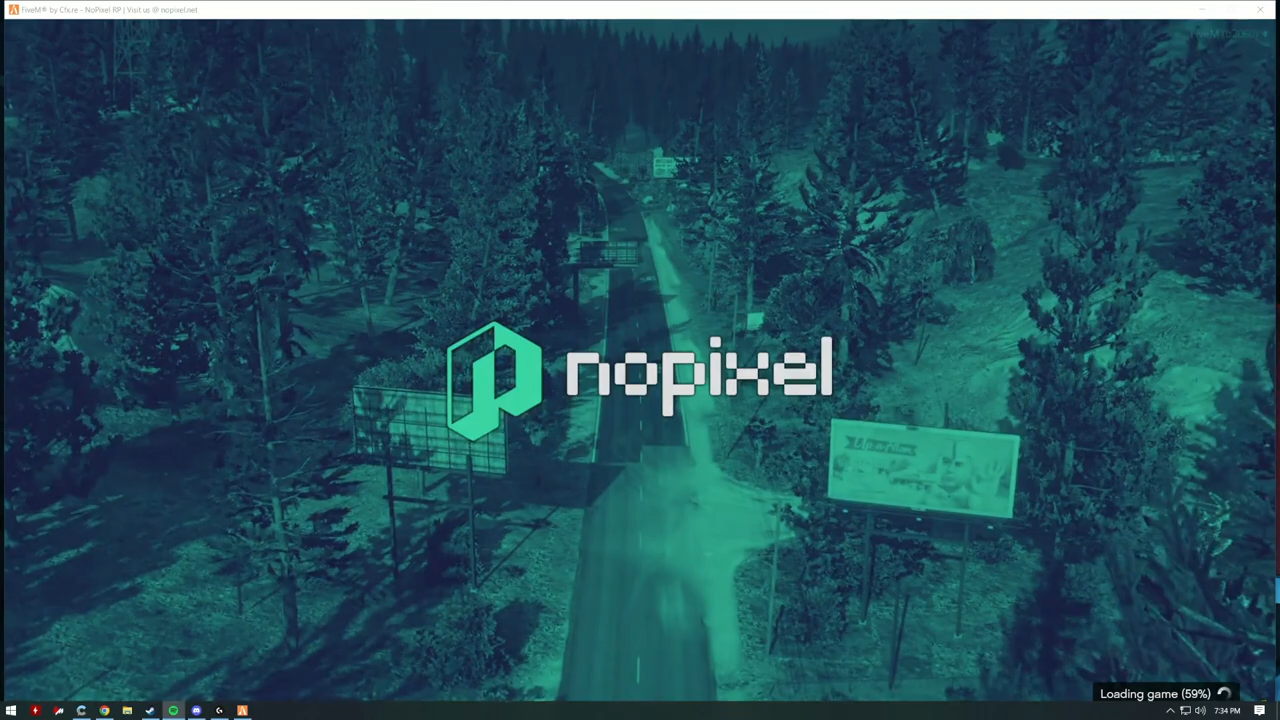 FiveM® by Cfx.re - NoPixel RP | Visit us @ nopixel.net
nopixel
Loading game (59%)
7:34 PM